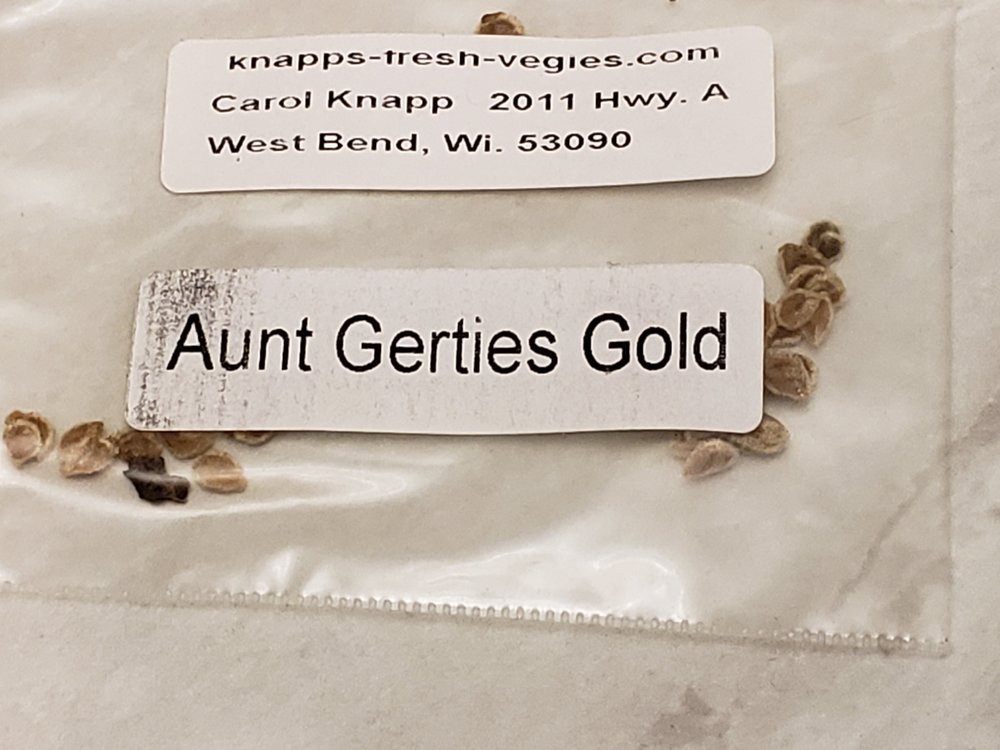 knapps-fresh-vegies.com
Carol Knapp 2011 Hwy. A
West Bend, Wi. 53090
Aunt Gerties Gold